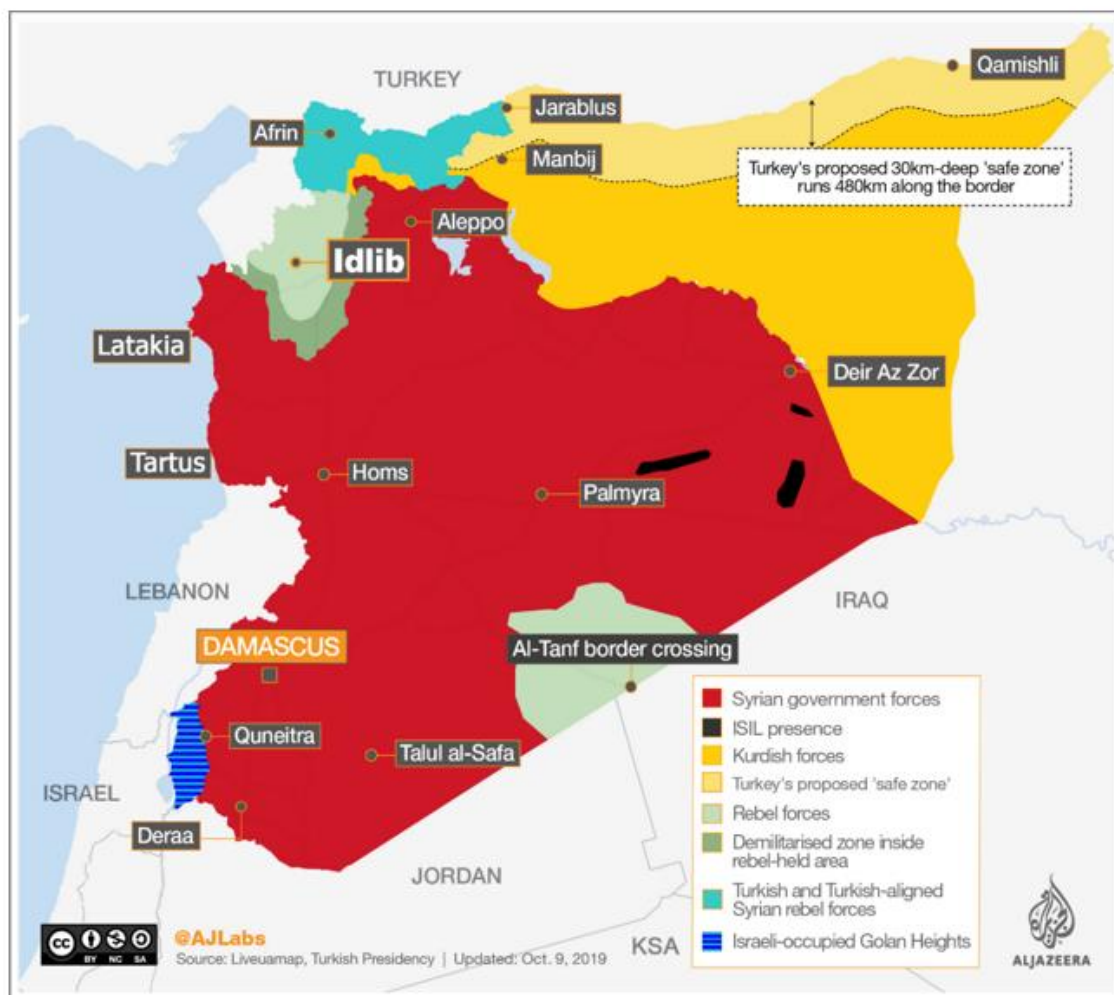 TURKEY
Qamishli
Jarablus
Afrin
Manbij
Turkey's proposed 30km-deep 'safe zone'
runs 480km along the border
Aleppo
Idlib
Latakia
Deir Az Zor
Tartus
Homs
Palmyra
LEBANON
IRAQ
DAMASCUS
Al-Tanf border crossing
Quneitra
Talul al-Safa
ISRAEL
Deraa
JORDAN
KSA
Syrian government forces
ISIL presence
Kurdish forces
Turkey's proposed 'safe zone'
Rebel forces
Demilitarised zone inside
rebel-held area
Turkish and Turkish-aligned
Syrian rebel forces
Israeli-occupied Golan Heights
cc
BY NC SA
@AJLabs
Source: Liveuamap, Turkish Presidency | Updated: Oct. 9, 2019
ALJAZEERA